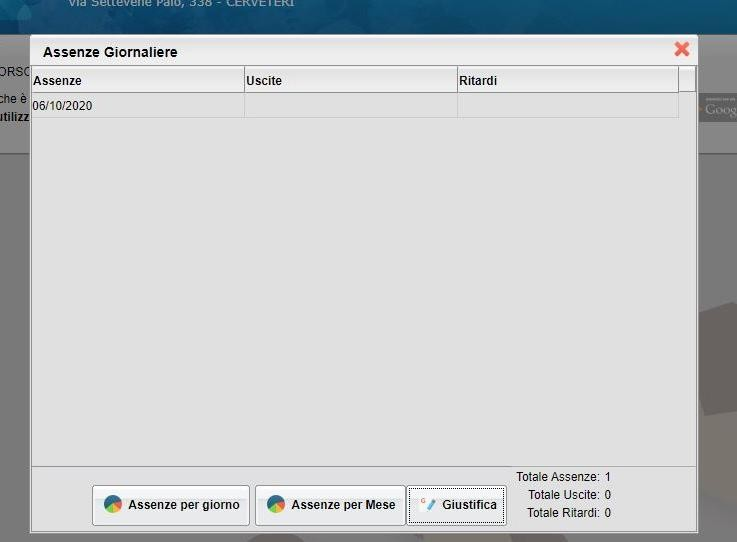 Via Settevene Palo, 338 - CERVETERI
Assenze Giornaliere
ORSO
che è
utilizz
Assenze Uscite Ritardi
06/10/2020
Goog
Totale Assenze: 1
Totale Uscite: 0
Totale Ritardi: 0
Assenze per giorno Assenze per Mese Giustifica